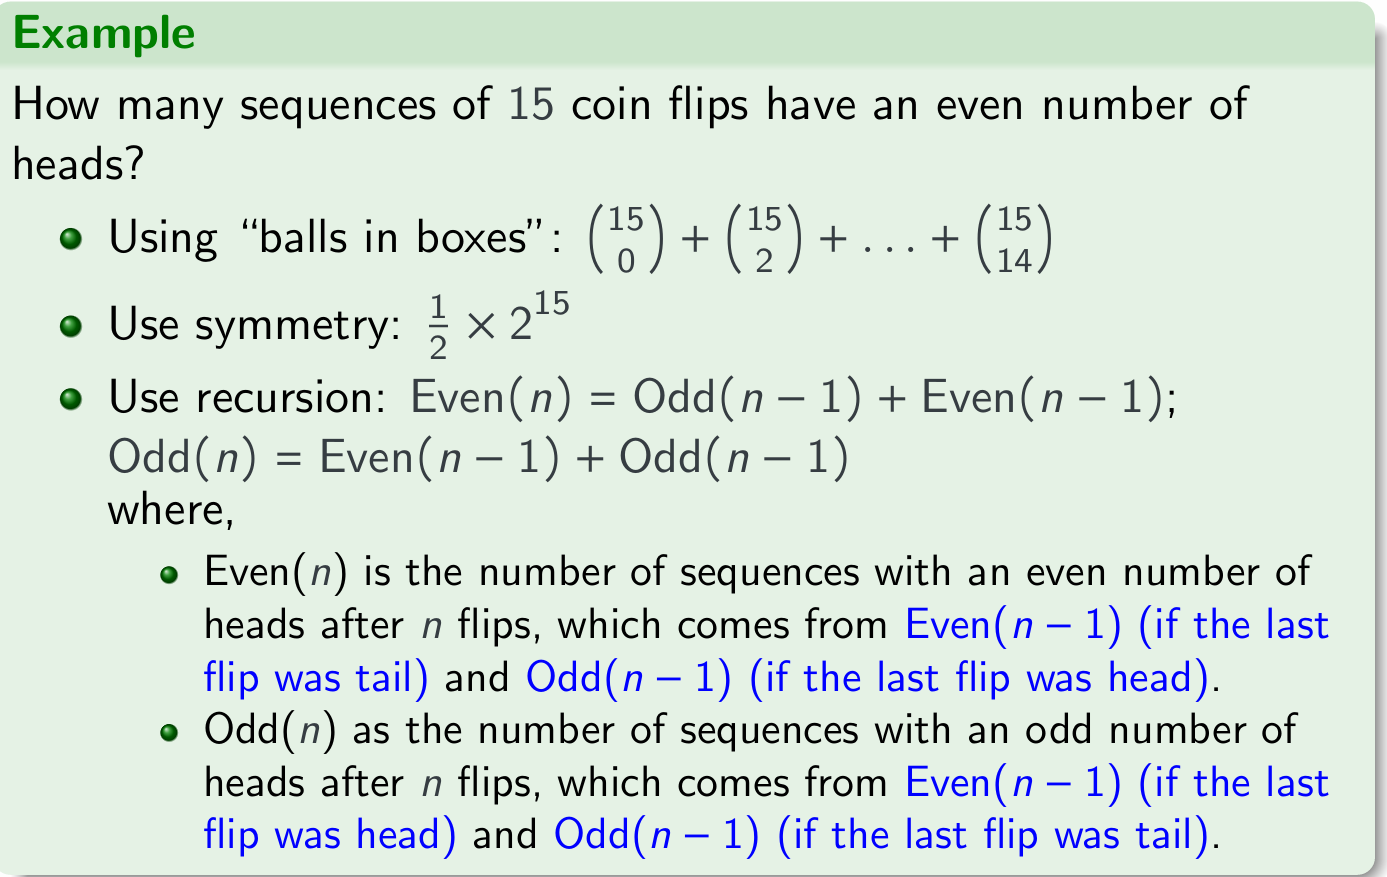 Example
How many sequences of 15 coin flips have an even number of
heads?
Using “balls in boxes”: $\binom{15}{0} + \binom{15}{2} + \ldots + \binom{15}{14}$
Use symmetry: $\frac{1}{2} \times 2^{15}$
Use recursion: Even(n) = Odd(n − 1) + Even(n − 1);
Odd(n) = Even(n − 1) + Odd(n − 1)
where,
Even(n) is the number of sequences with an even number of
heads after n flips, which comes from Even(n − 1) (if the last
flip was tail) and Odd(n − 1) (if the last flip was head).
Odd(n) as the number of sequences with an odd number of
heads after n flips, which comes from Even(n − 1) (if the last
flip was head) and Odd(n − 1) (if the last flip was tail).